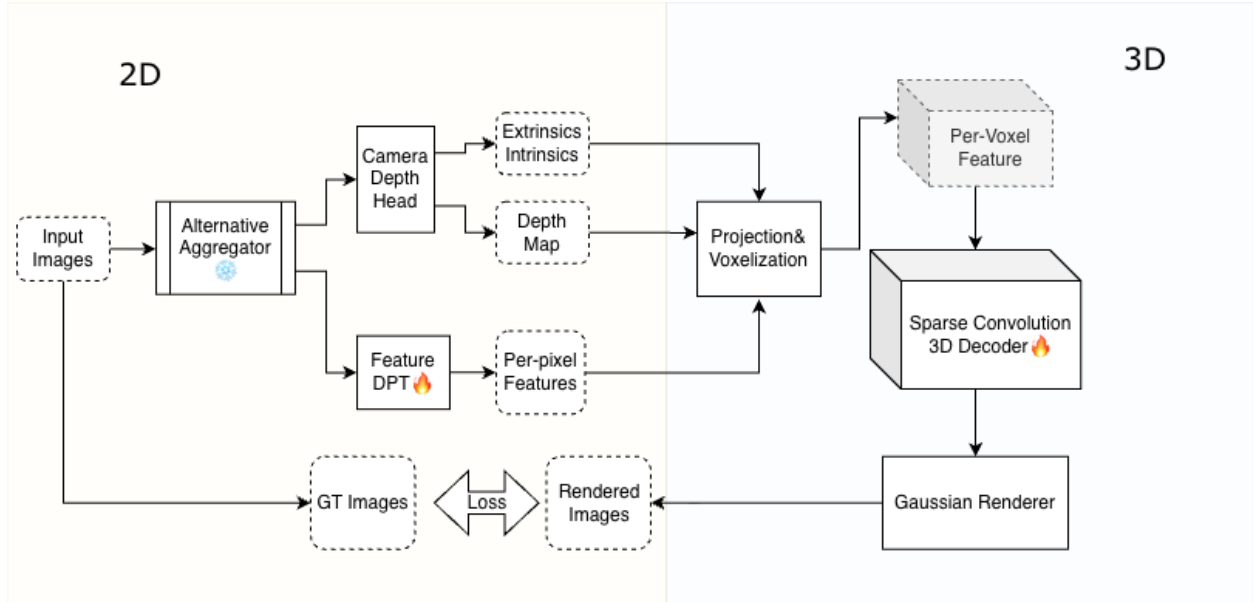 2D
3D
Input
Images
Alternative
Aggregator
Camera
Depth
Head
Extrinsics
Intrinsics
Depth
Map
Feature
DPT
Per-pixel
Features
Projection&
Voxelization
Per-Voxel
Feature
Sparse Convolution
3D Decoder
Gaussian Renderer
Rendered
Images
Loss
GT Images